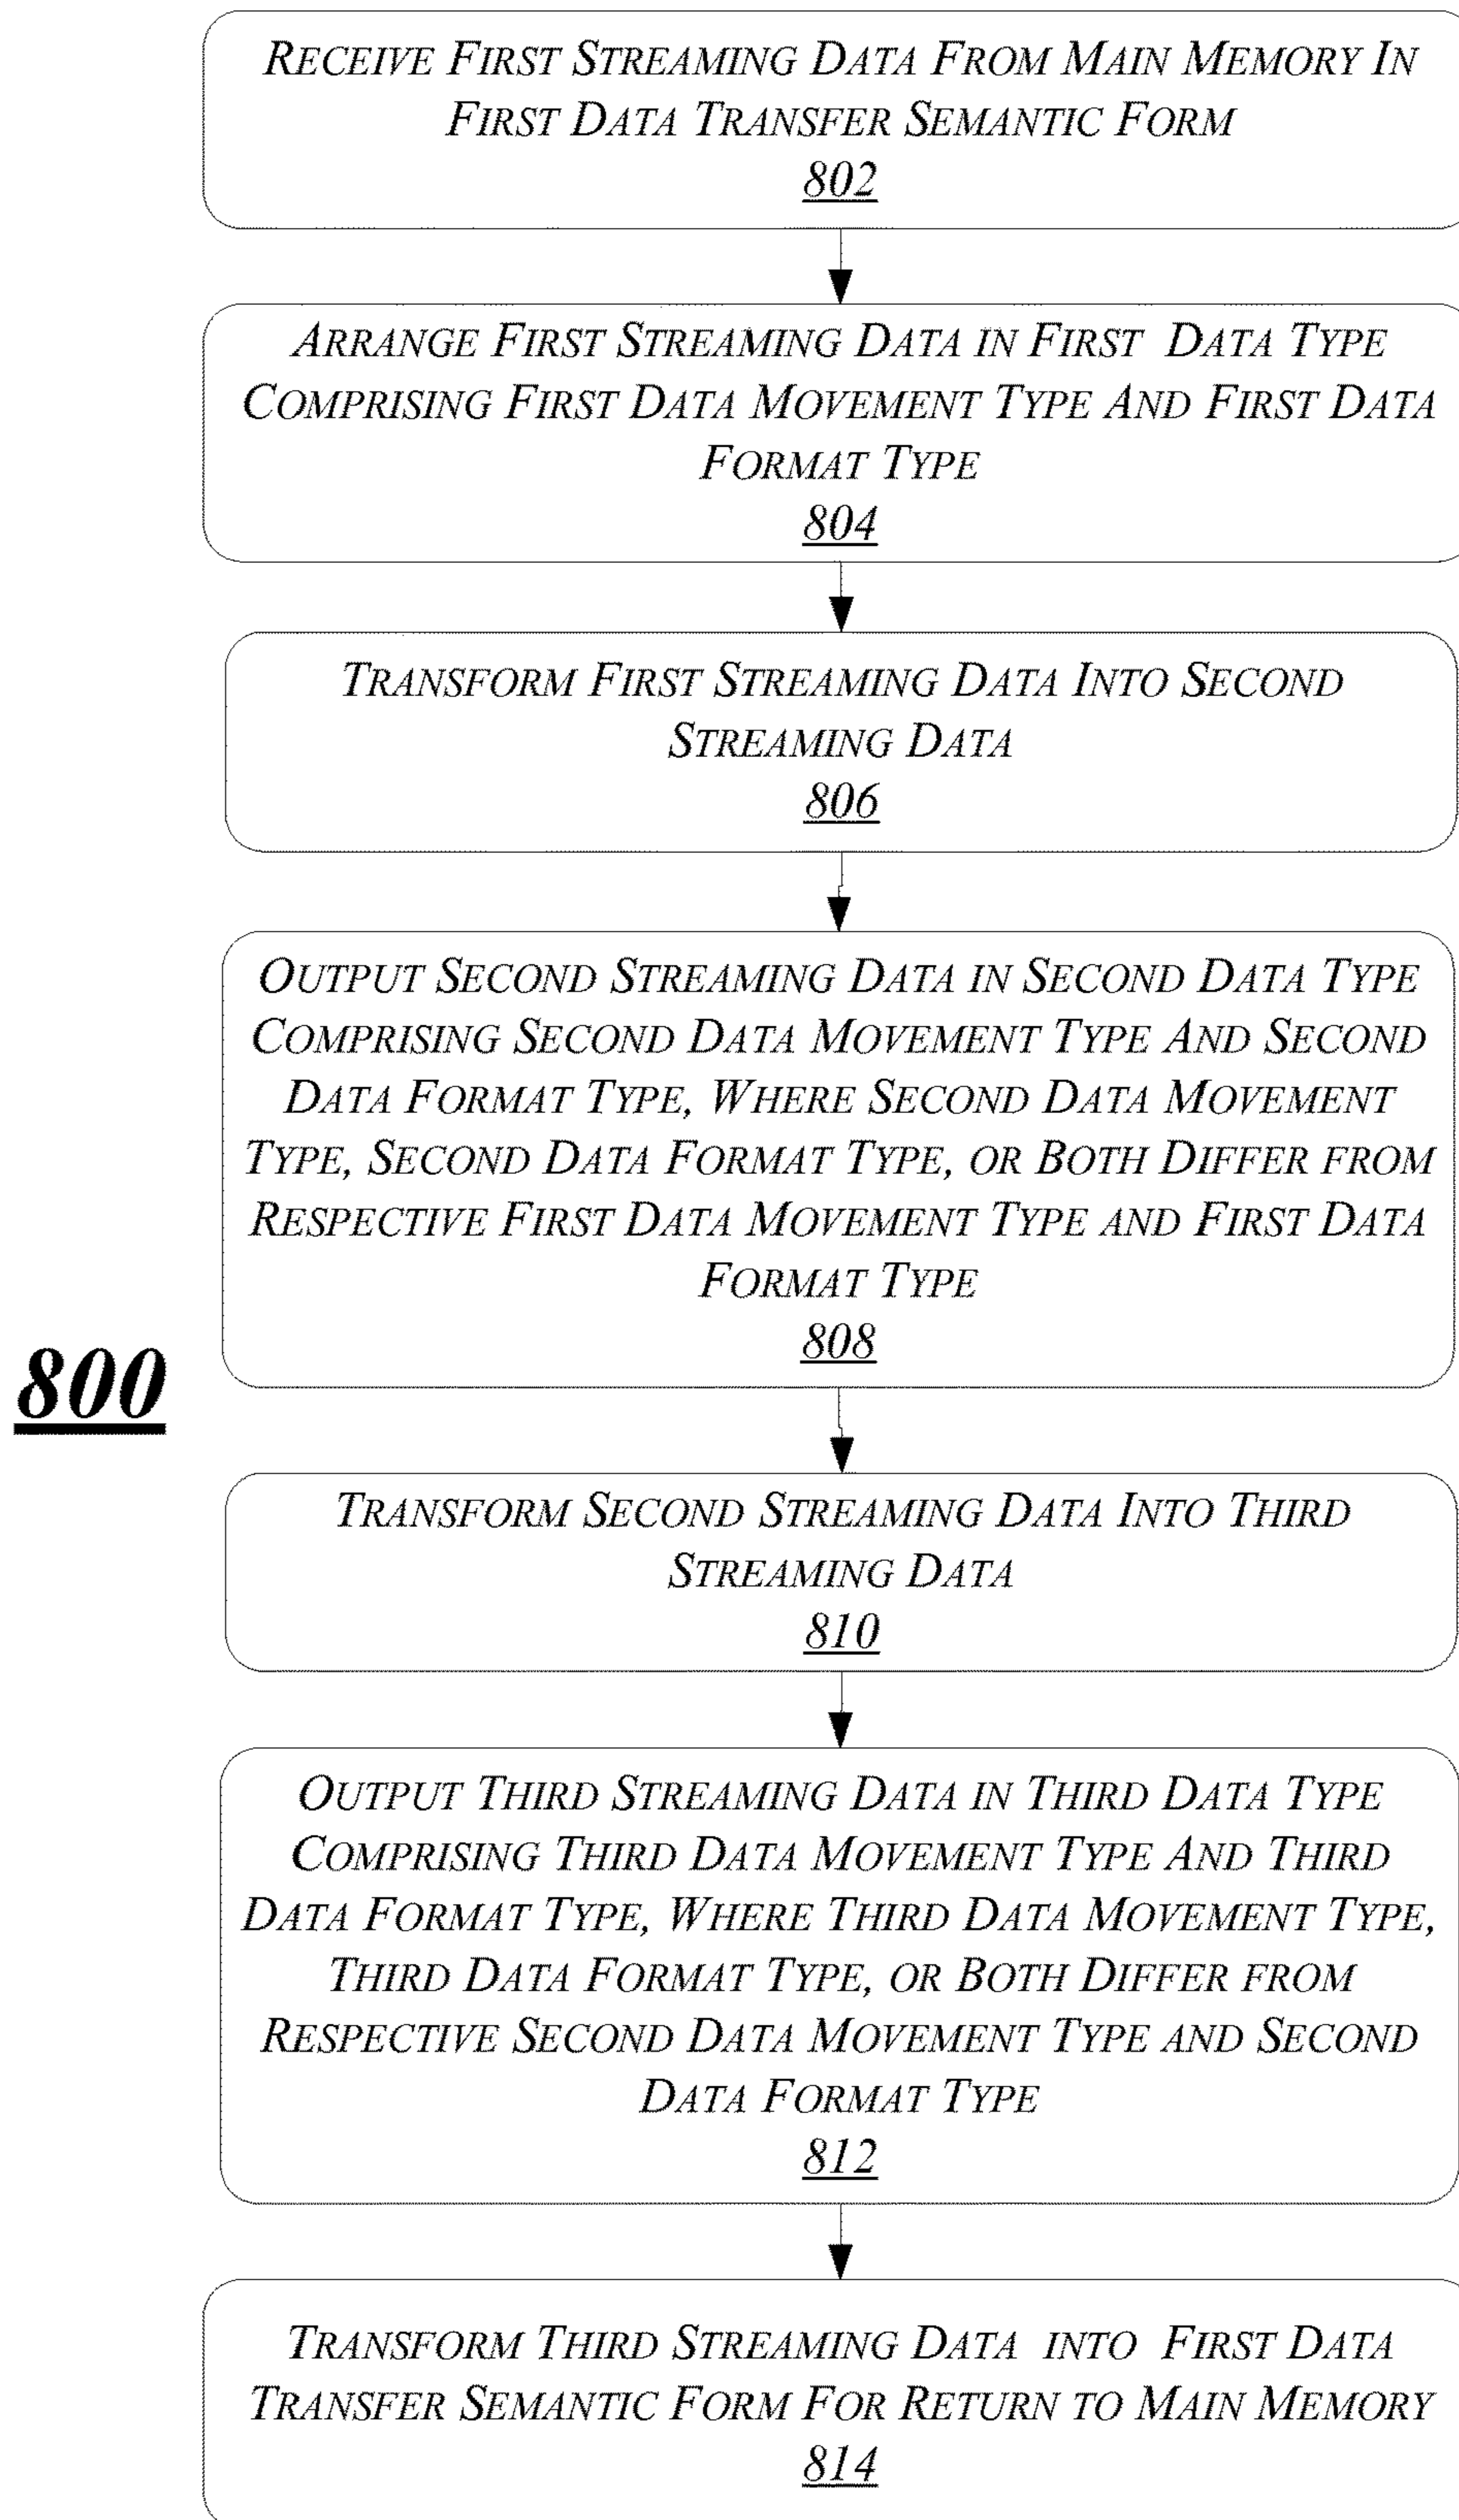 RECEIVE FIRST STREAMING DATA FROM MAIN MEMORY IN
FIRST DATA TRANSFER SEMANTIC FORM
802
ARRANGE FIRST STREAMING DATA IN FIRST DATA TYPE
COMPRISING FIRST DATA MOVEMENT TYPE AND FIRST DATA
FORMAT TYPE
804
TRANSFORM FIRST STREAMING DATA INTO SECOND
STREAMING DATA
806
OUTPUT SECOND STREAMING DATA IN SECOND DATA TYPE
COMPRISING SECOND DATA MOVEMENT TYPE AND SECOND
DATA FORMAT TYPE, WHERE SECOND DATA MOVEMENT
TYPE, SECOND DATA FORMAT TYPE, OR BOTH DIFFER FROM
RESPECTIVE FIRST DATA MOVEMENT TYPE AND FIRST DATA
FORMAT TYPE
808
800
TRANSFORM SECOND STREAMING DATA INTO THIRD
STREAMING DATA
810
OUTPUT THIRD STREAMING DATA IN THIRD DATA TYPE
COMPRISING THIRD DATA MOVEMENT TYPE AND THIRD
DATA FORMAT TYPE, WHERE THIRD DATA MOVEMENT TYPE,
THIRD DATA FORMAT TYPE, OR BOTH DIFFER FROM
RESPECTIVE SECOND DATA MOVEMENT TYPE AND SECOND
DATA FORMAT TYPE
812
TRANSFORM THIRD STREAMING DATA INTO FIRST DATA
TRANSFER SEMANTIC FORM FOR RETURN TO MAIN MEMORY
814